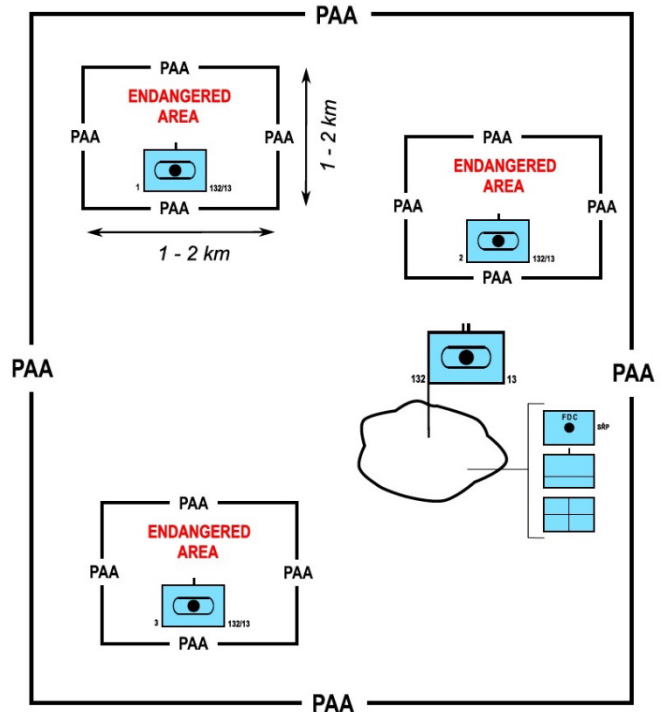 PAA
PAA
ENDANGERED
AREA
PAA
PAA
1
132/13
PAA
1 - 2 km
1 - 2 km
PAA
ENDANGERED
AREA
PAA
PAA
2
132/13
PAA
PAA
PAA
132
13
FDC
SŘP
PAA
ENDANGERED
AREA
PAA
PAA
3
132/13
PAA
PAA